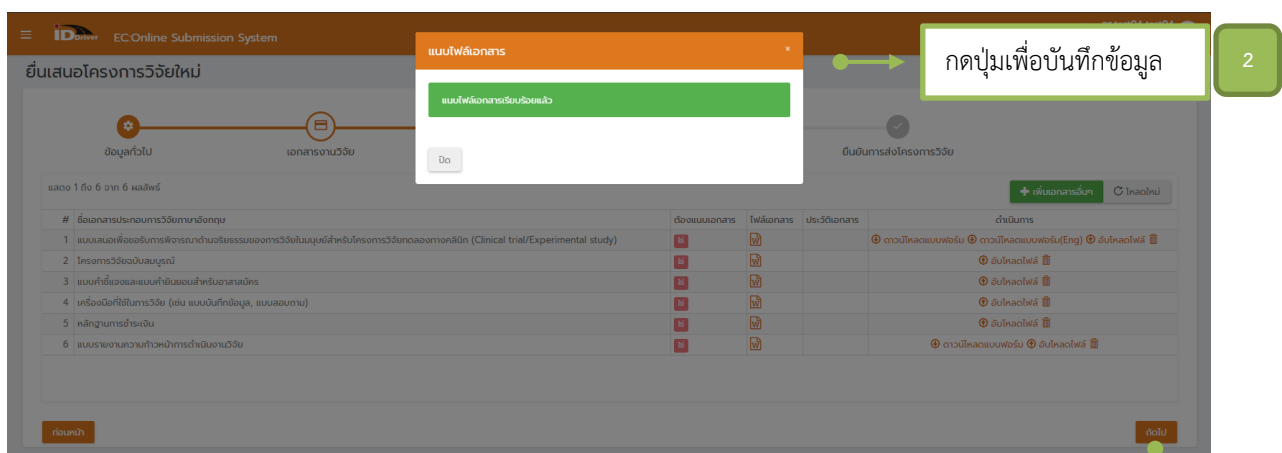 iDDriver EC Online Submission System
แนบไฟล์เอกสาร ×
กดปุ่มเพื่อบันทึกข้อมูล
2
ยื่นเสนอโครงการวิจัยใหม่
แนบไฟล์เอกสารเรียบร้อยแล้ว
ปิด
ข้อมูลทั่วไป
เอกสารงานวิจัย
ยืนยันการส่งโครงการวิจัย
แสดง 1 ถึง 6 จาก 6 ผลลัพธ์
เพิ่มเอกสารอื่นๆ
โหลดใหม่
# ชื่อเอกสารประกอบการวิจัยภาษาอังกฤษ ต้องแนบเอกสาร ไฟล์เอกสาร ประวัติเอกสาร ดำเนินการ
1 แบบเสนอเพื่อขอรับการพิจารณาด้านจริยธรรมของการวิจัยในมนุษย์สำหรับโครงการวิจัยทดลองทางคลินิก (Clinical trial/Experimental study) ใช่ ดาวน์โหลดแบบฟอร์ม ดาวน์โหลดแบบฟอร์ม(Eng) อัปโหลดไฟล์
2 โครงการวิจัยฉบับสมบูรณ์ ใช่ อัปโหลดไฟล์
3 แบบคำชี้แจงและแบบคำยินยอมสำหรับอาสาสมัคร ใช่ อัปโหลดไฟล์
4 เครื่องมือที่ใช้ในการวิจัย (เช่น แบบบันทึกข้อมูล, แบบสอบถาม) ใช่ อัปโหลดไฟล์
5 หลักฐานการชำระเงิน ใช่ อัปโหลดไฟล์
6 แบบรายงานความก้าวหน้าการดำเนินงานวิจัย ใช่ ดาวน์โหลดแบบฟอร์ม อัปโหลดไฟล์
ก่อนหน้า
ถัดไป